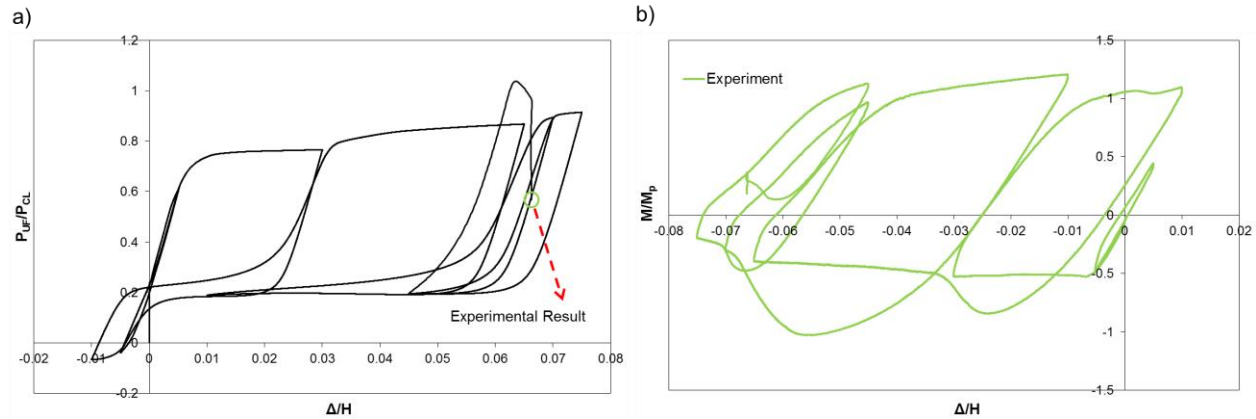 a)
1.2
1
0.8
0.6
0.4
0.2
0
-0.2
-0.02 -0.01 0 0.01 0.02 0.03 0.04 0.05 0.06 0.07 0.08
P_UF/P_CL
Δ/H
Experimental Result
b)
Experiment
1.5
1
0.5
0
-0.5
-1
-1.5
-0.08 -0.07 -0.06 -0.05 -0.04 -0.03 -0.02 -0.01 0 0.01 0.02
M/M_p
Δ/H